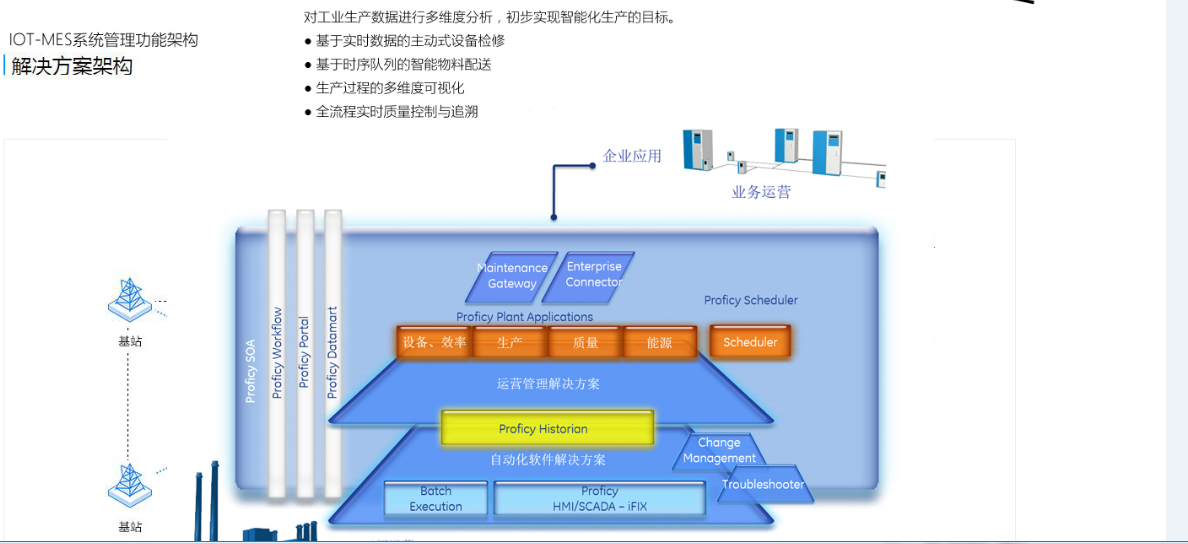 对工业生产数据进行多维度分析，初步实现智能化生产的目标。
IOT-MES系统管理功能架构
解决方案架构
● 基于实时数据的主动式设备检修
● 基于时序队列的智能物料配送
● 生产过程的多维度可视化
● 全流程实时质量控制与追溯
企业应用
业务运营
Maintenance
Gateway
Enterprise
Connector
Proficy Scheduler
Proficy Plant Applications
设备、效率
生产
质量
能源
Scheduler
基站
Proficy SOA
Proficy Workflow
Proficy Portal
Proficy Datamart
运营管理解决方案
Proficy Historian
自动化软件解决方案
Change
Management
Troubleshooter
Batch
Execution
Proficy
HMI/SCADA – iFIX
基站